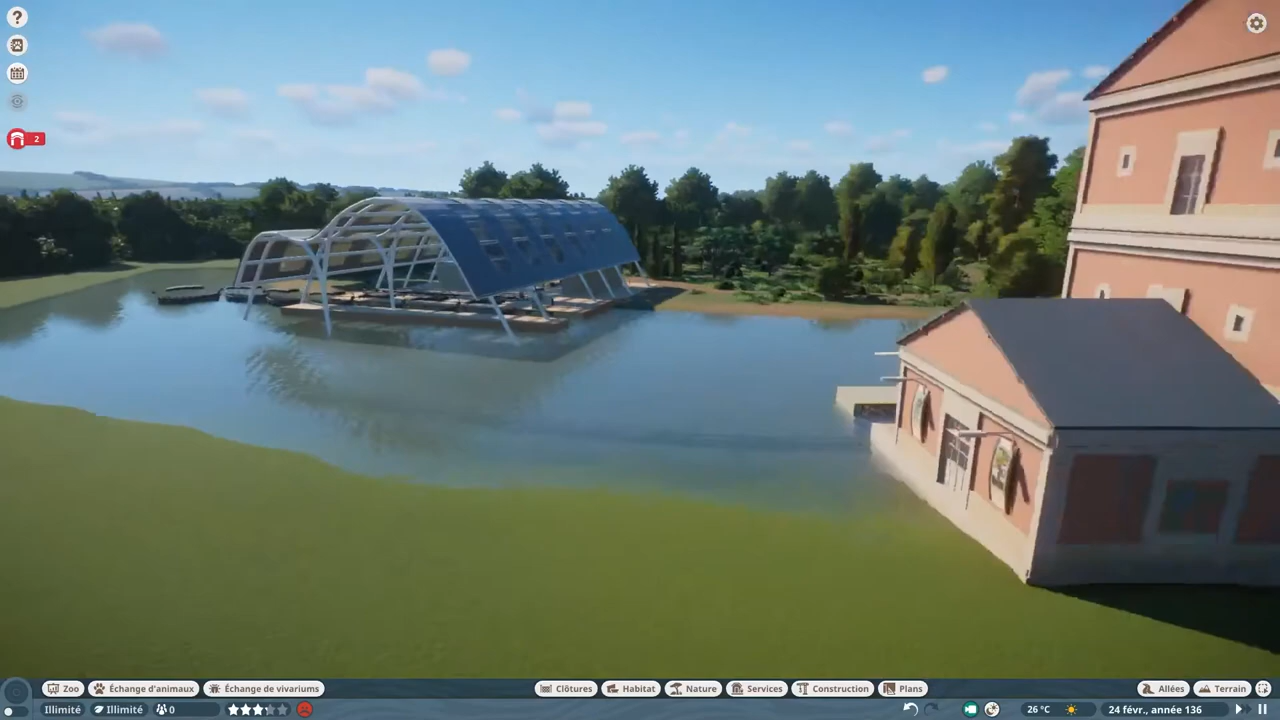 ?
2
Zoo
Échange d'animaux
Échange de vivariums
Clôtures
Habitat
Nature
Services
Construction
Plans
Allées
Terrain
Illimité
Illimité
0
26 °C
24 févr., année 136